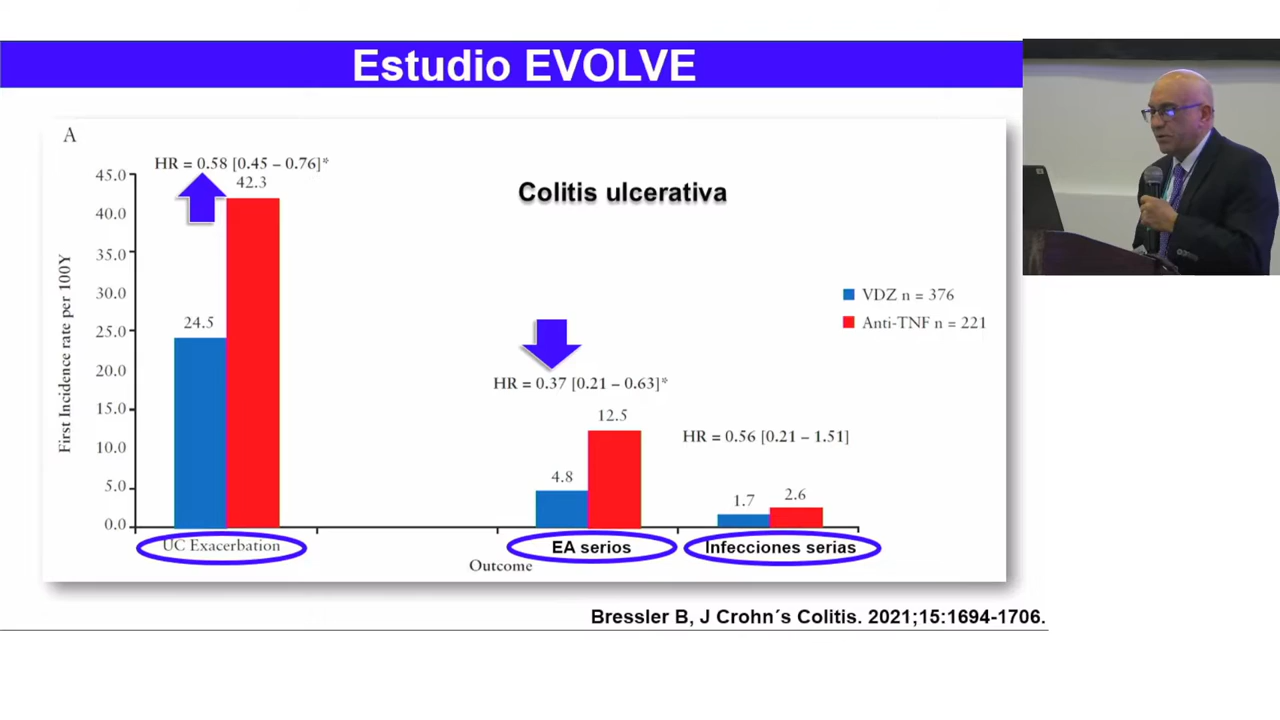 Estudio EVOLVE
A
HR = 0.58 [0.45 – 0.76]*
42.3
Colitis ulcerativa
45.0
40.0
35.0
30.0
25.0
20.0
15.0
10.0
5.0
0.0
First Incidence rate per 100Y
24.5
VDZ n = 376
Anti-TNF n = 221
HR = 0.37 [0.21 – 0.63]*
12.5
4.8
HR = 0.56 [0.21 – 1.51]
1.7
2.6
UC Exacerbation
EA serios
Infecciones serias
Outcome
Bressler B, J Crohn´s Colitis. 2021;15:1694-1706.